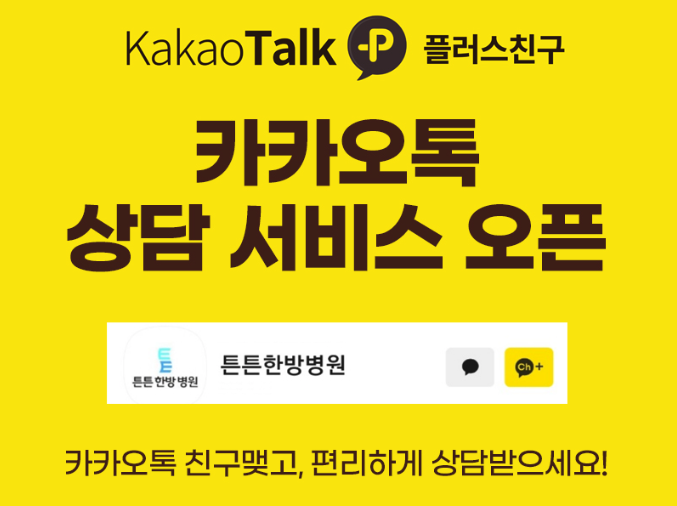 KakaoTalk P 플러스친구
카카오톡
상담 서비스 오픈
튼튼한방병원
튼튼한방병원 Ch+
카카오톡 친구맺고, 편리하게 상담받으세요!